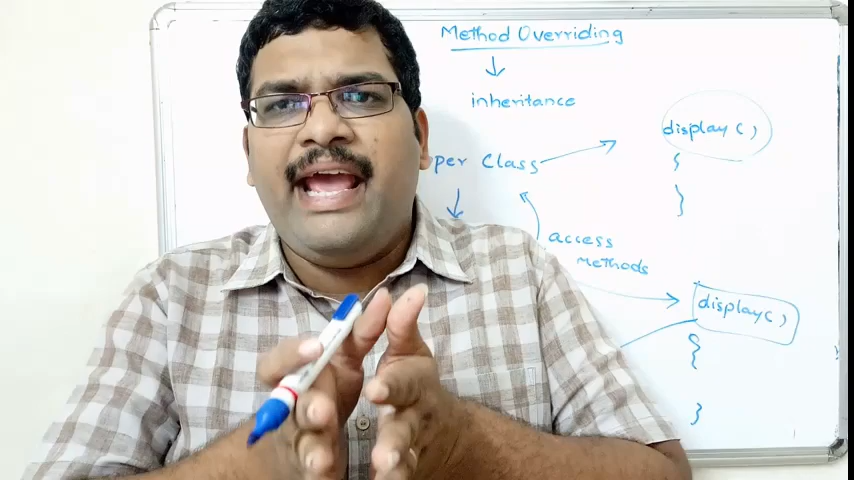 Method Overriding
inheritance
display()
{
}
per Class
access
methods
display()
{
}